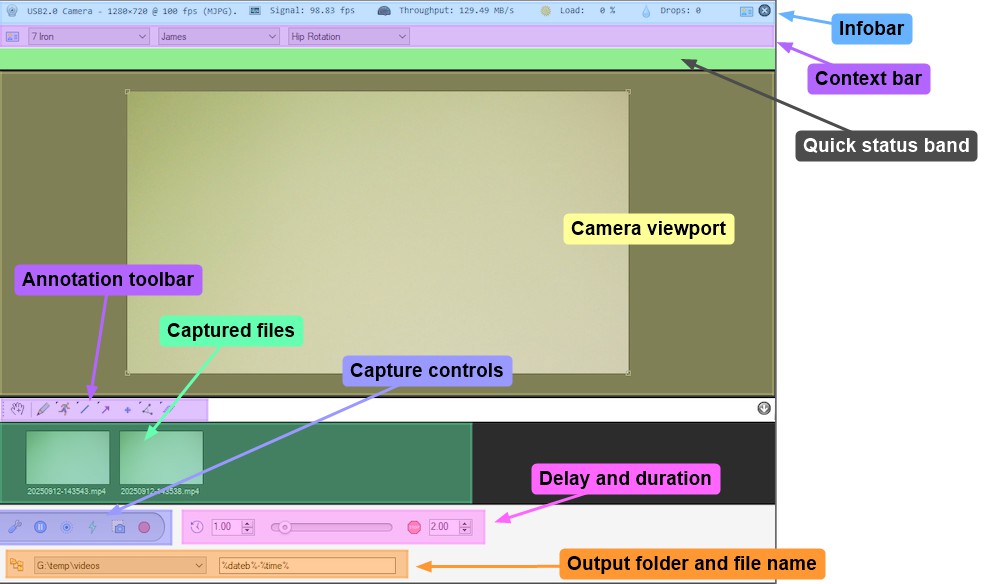 USB2.0 Camera - 1280×720 @ 100 fps (MJPG). Signal: 98.83 fps Throughput: 129.49 MB/s Load: 0 % Drops: 0
Infobar
7 Iron James Hip Rotation
Context bar
Quick status band
Camera viewport
Annotation toolbar
Captured files
Capture controls
Delay and duration
20250912-143543.mp4 20250912-143538.mp4
1.00 2.00
Output folder and file name
G:\temp\videos %dateb%-%time%